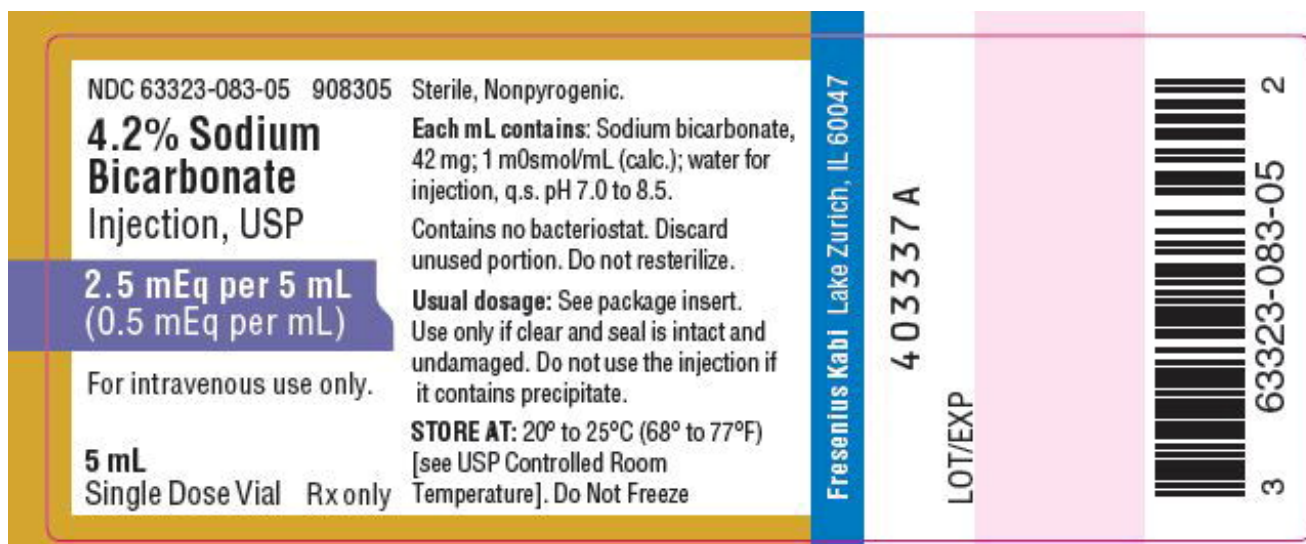 NDC 63323-083-05 908305
4.2% Sodium
Bicarbonate
Injection, USP
2.5 mEq per 5 mL
(0.5 mEq per mL)
For intravenous use only.
5 mL
Single Dose Vial Rx only
Sterile, Nonpyrogenic.
Each mL contains: Sodium bicarbonate,
42 mg; 1 mOsmol/mL (calc.); water for
injection, q.s. pH 7.0 to 8.5.
Contains no bacteriostat. Discard
unused portion. Do not resterilize.
Usual dosage: See package insert.
Use only if clear and seal is intact and
undamaged. Do not use the injection if
it contains precipitate.
STORE AT: 20° to 25°C (68° to 77°F)
[see USP Controlled Room
Temperature]. Do Not Freeze
Fresenius Kabi Lake Zurich, IL 60047
403337A
LOT/EXP
3 63323-083-05 2